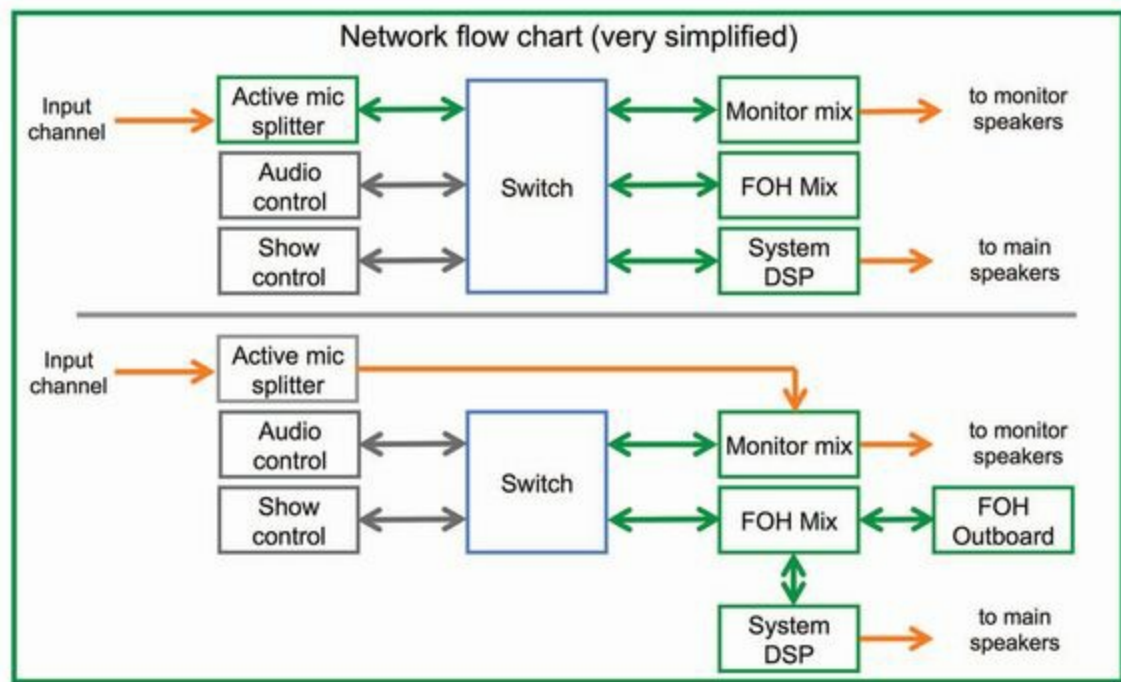 Network flow chart (very simplified)
Input
channel
Active mic
splitter
Audio
control
Show
control
Switch
Monitor mix
FOH Mix
System
DSP
to monitor
speakers
to main
speakers
Input
channel
Active mic
splitter
Audio
control
Show
control
Switch
Monitor mix
FOH Mix
FOH
Outboard
System
DSP
to monitor
speakers
to main
speakers